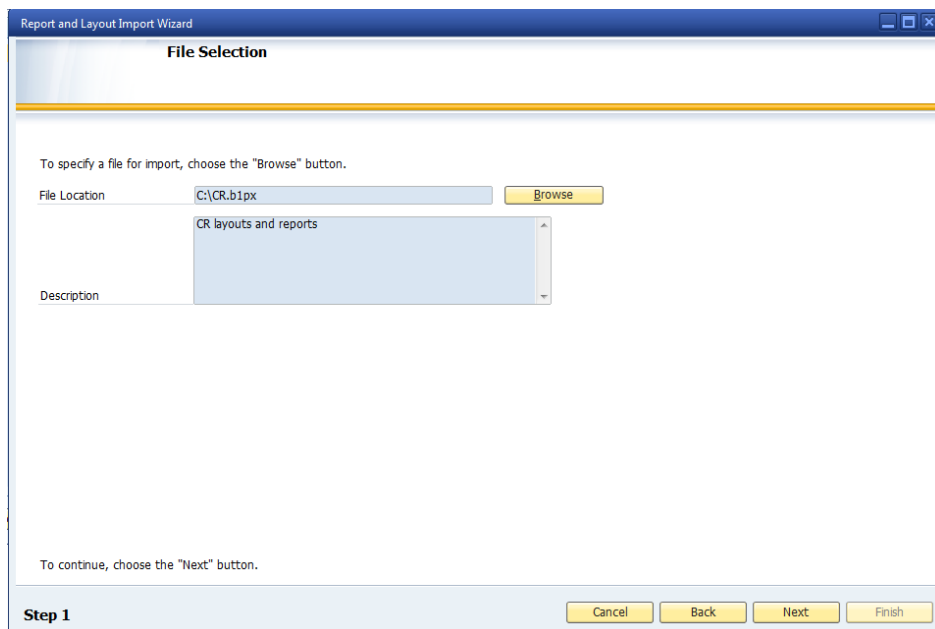 Report and Layout Import Wizard
File Selection
To specify a file for import, choose the "Browse" button.
File Location C:\CR.b1px Browse
CR layouts and reports
Description
To continue, choose the "Next" button.
Step 1 Cancel Back Next Finish